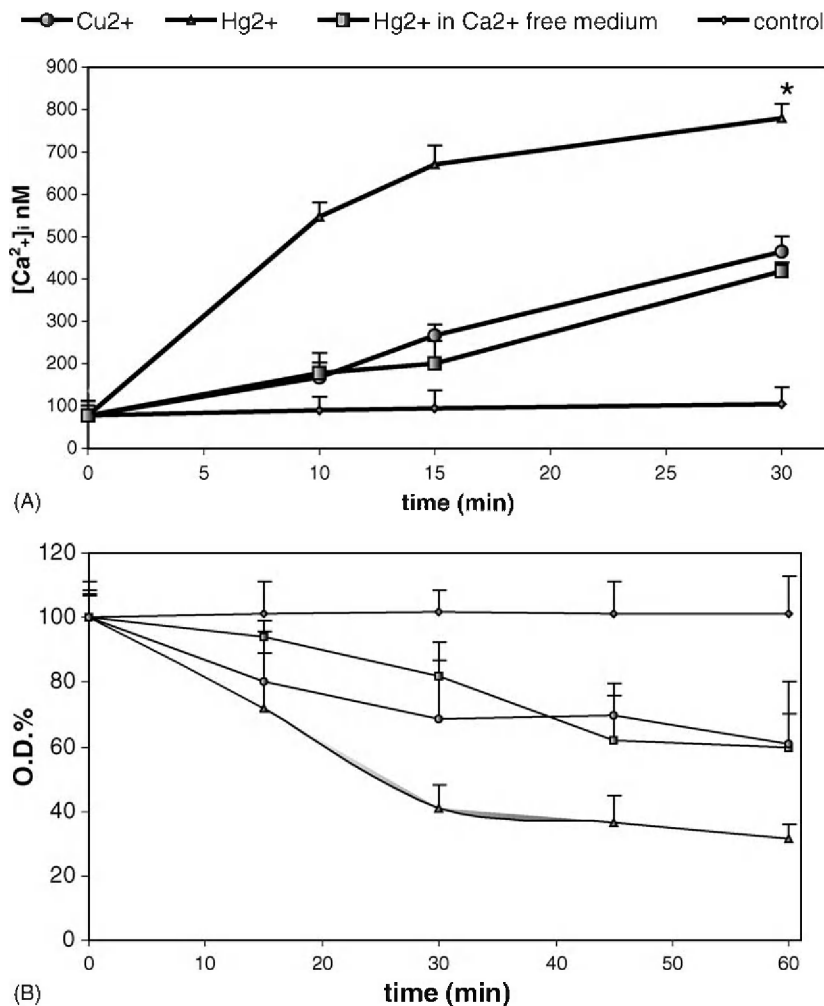 Cu2+ Hg2+ Hg2+ in Ca2+ free medium control
900
*
800
700
600
500
400
300
200
100
0
[Ca²⁺]i nM
0 5 10 15 20 25 30
(A) time (min)
120
100
80
60
40
20
0
O.D.%
0 10 20 30 40 50 60
(B) time (min)